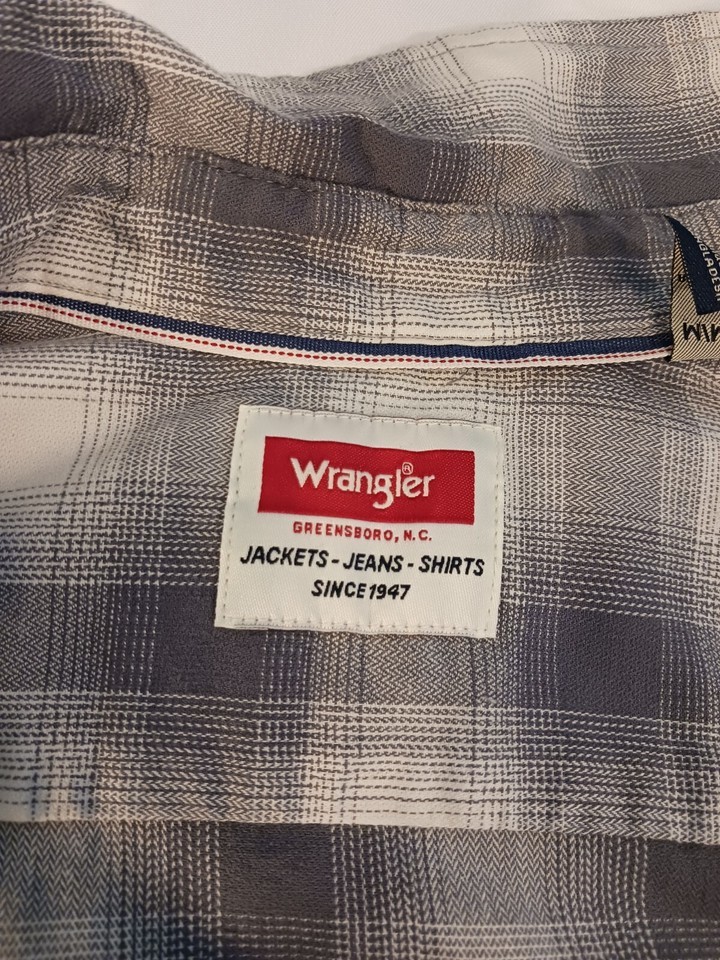 Wrangler®
GREENSBORO, N.C.
JACKETS - JEANS - SHIRTS
SINCE 1947